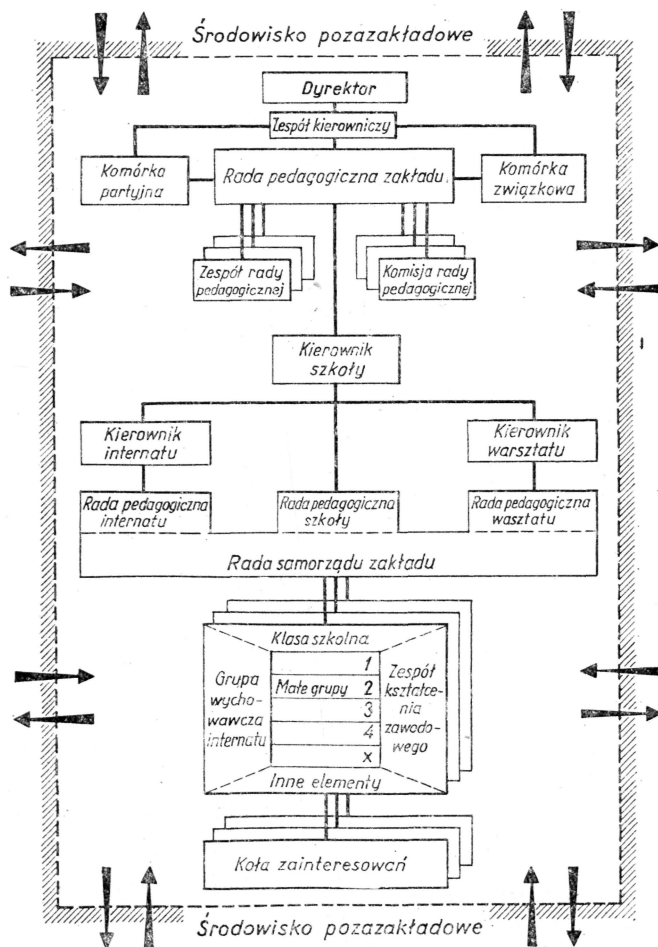 Środowisko pozazakładowe
Dyrektor
Zespół kierowniczy
Komórka
partyjna
Rada pedagogiczna zakładu
Komórka
związkowa
Zespół rady
pedagogicznej
Komisja rady
pedagogicznej
Kierownik
szkoły
Kierownik
internatu
Kierownik
warsztatu
Rada pedagogiczna
internatu
Rada pedagogiczna
szkoły
Rada pedagogiczna
wasztatu
Rada samorządu zakładu
Klasa szkolna
Grupa
wycho-
wawcza
internatu
1
Małe grupy 2
3
4
x
Zespół
kształce-
nia
zawodo-
wego
Inne elementy
Koła zainteresowań
Środowisko pozazakładowe